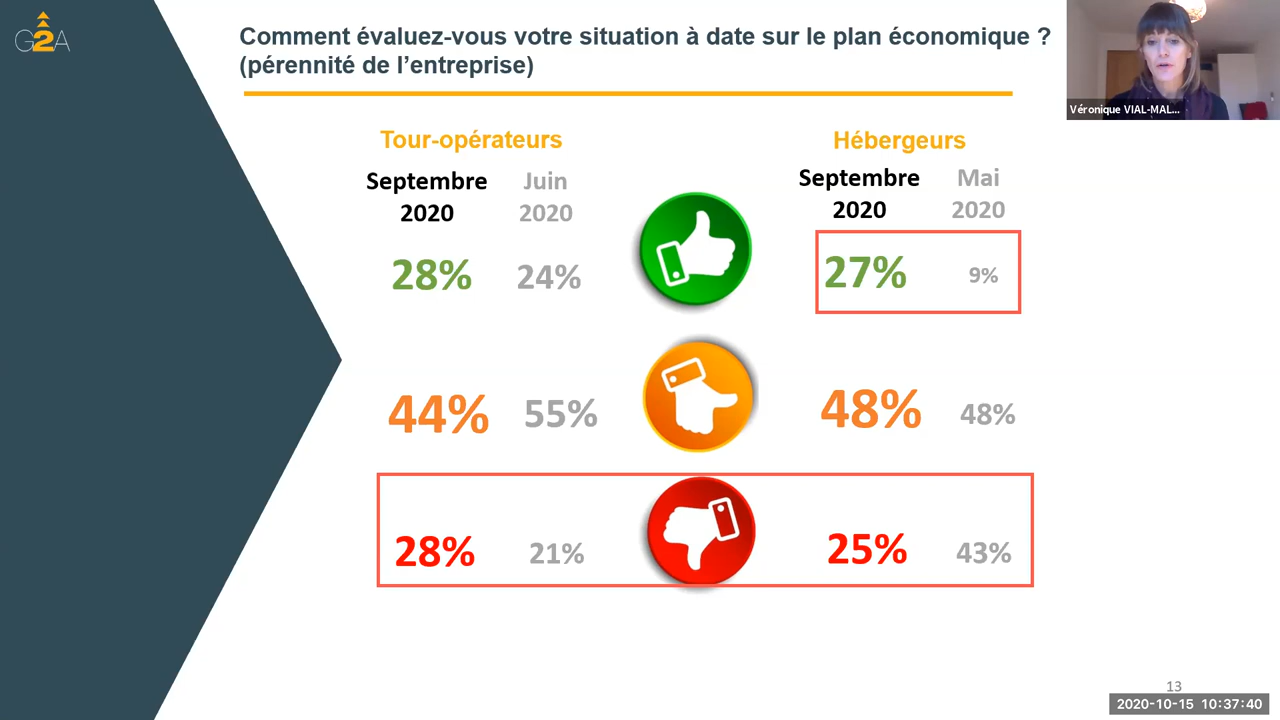 G2A
Comment évaluez-vous votre situation à date sur le plan économique ?
(pérennité de l'entreprise)
Véronique VIAL-MAL...
Tour-opérateurs
Hébergeurs
Septembre
2020
Juin
2020
Septembre
2020
Mai
2020
28% 24% 27% 9%
44% 55% 48% 48%
28% 21% 25% 43%
13
2020-10-15 10:37:40